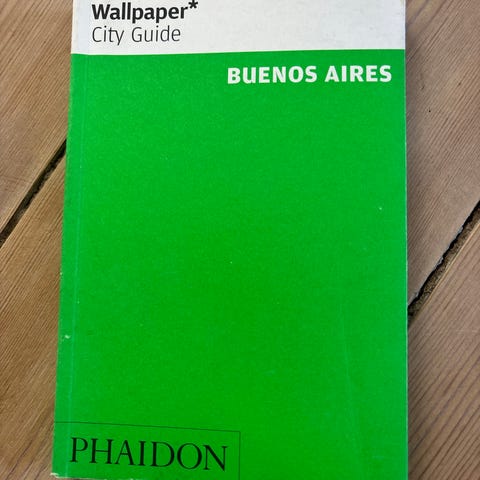 Wallpaper*
City Guide
BUENOS AIRES
PHAIDON